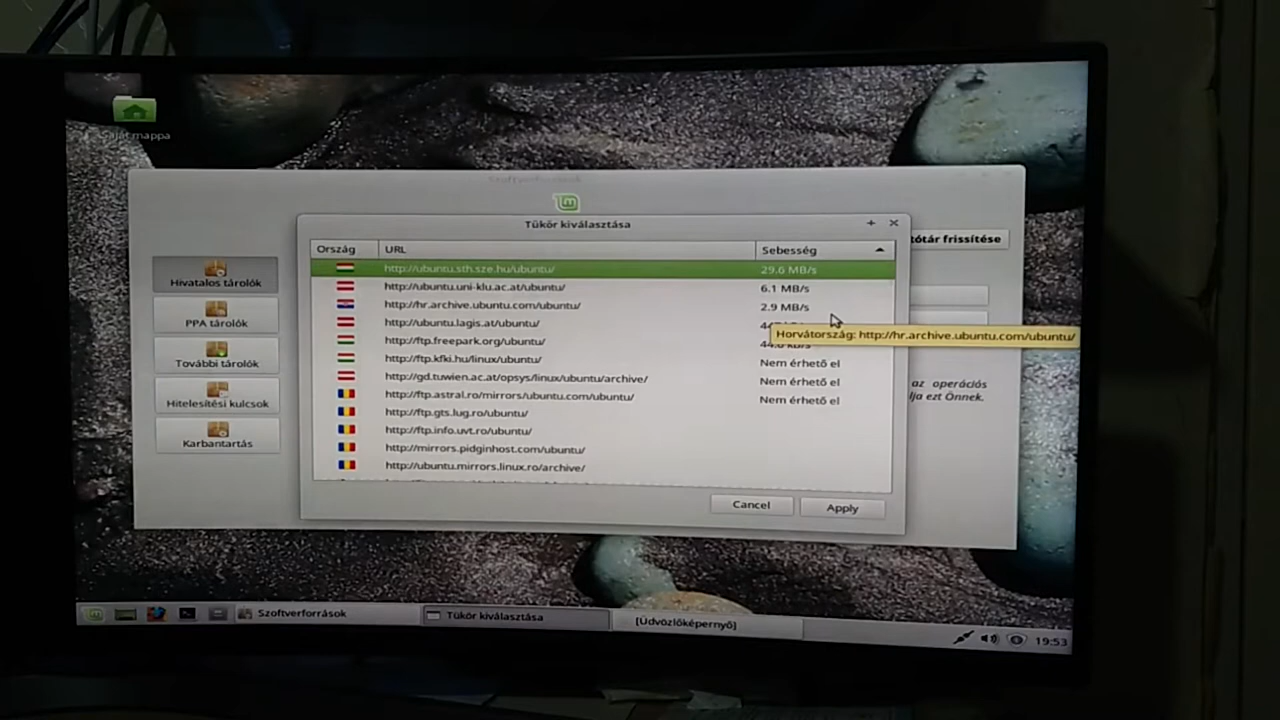 Saját mappa
Szoftverforrások
Tükör kiválasztása
Ország URL Sebesség
http://ubuntu.sth.sze.hu/ubuntu/ 29.6 MB/s
http://ubuntu.uni-klu.ac.at/ubuntu/ 6.1 MB/s
http://hr.archive.ubuntu.com/ubuntu/ 2.9 MB/s
http://ubuntu.lagis.at/ubuntu/
http://ftp.freepark.org/ubuntu/
http://ftp.kfki.hu/linux/ubuntu/ Nem érhető el
http://gd.tuwien.ac.at/opsys/linux/ubuntu/archive/ Nem érhető el
http://ftp.astral.ro/mirrors/ubuntu.com/ubuntu/ Nem érhető el
http://ftp.gts.lug.ro/ubuntu/
http://ftp.info.uvt.ro/ubuntu/
http://mirrors.pidginhost.com/ubuntu/
http://ubuntu.mirrors.linux.ro/archive/
Horvátország: http://hr.archive.ubuntu.com/ubuntu/
Cancel Apply
Hivatalos tárolók
PPA tárolók
További tárolók
Hitelesítési kulcsok
Karbantartás
frissítése
az operációs
ezt Önnek.
Szoftverforrások
Tükör kiválasztása
[Üdvözlőképernyő]
19:53